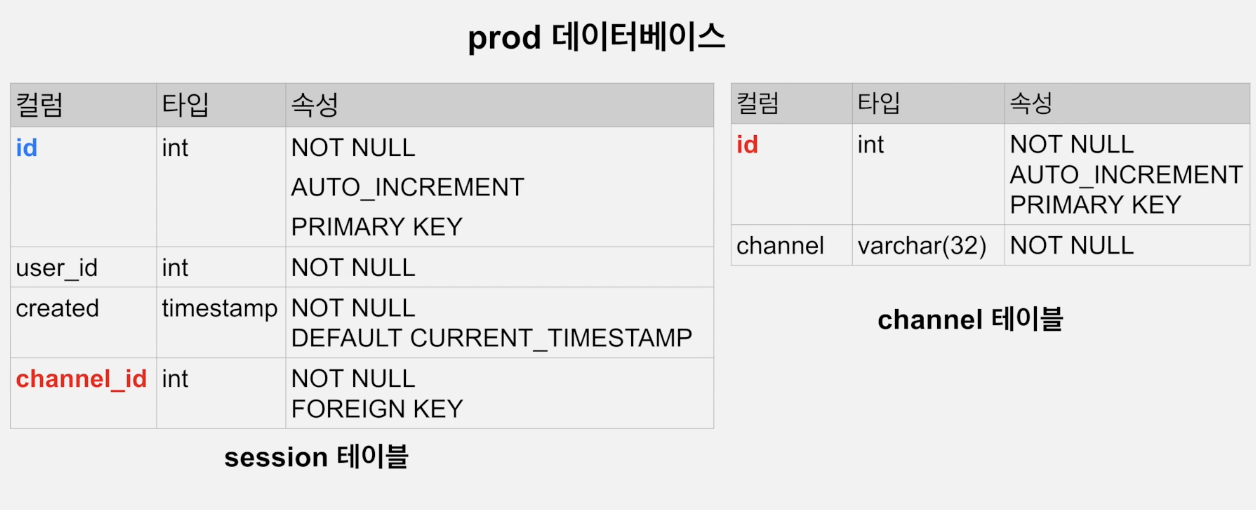 prod 데이터베이스
컬럼 타입 속성
id int NOT NULL
AUTO_INCREMENT
PRIMARY KEY
user_id int NOT NULL
created timestamp NOT NULL
DEFAULT CURRENT_TIMESTAMP
channel_id int NOT NULL
FOREIGN KEY
session 테이블
컬럼 타입 속성
id int NOT NULL
AUTO_INCREMENT
PRIMARY KEY
channel varchar(32) NOT NULL
channel 테이블